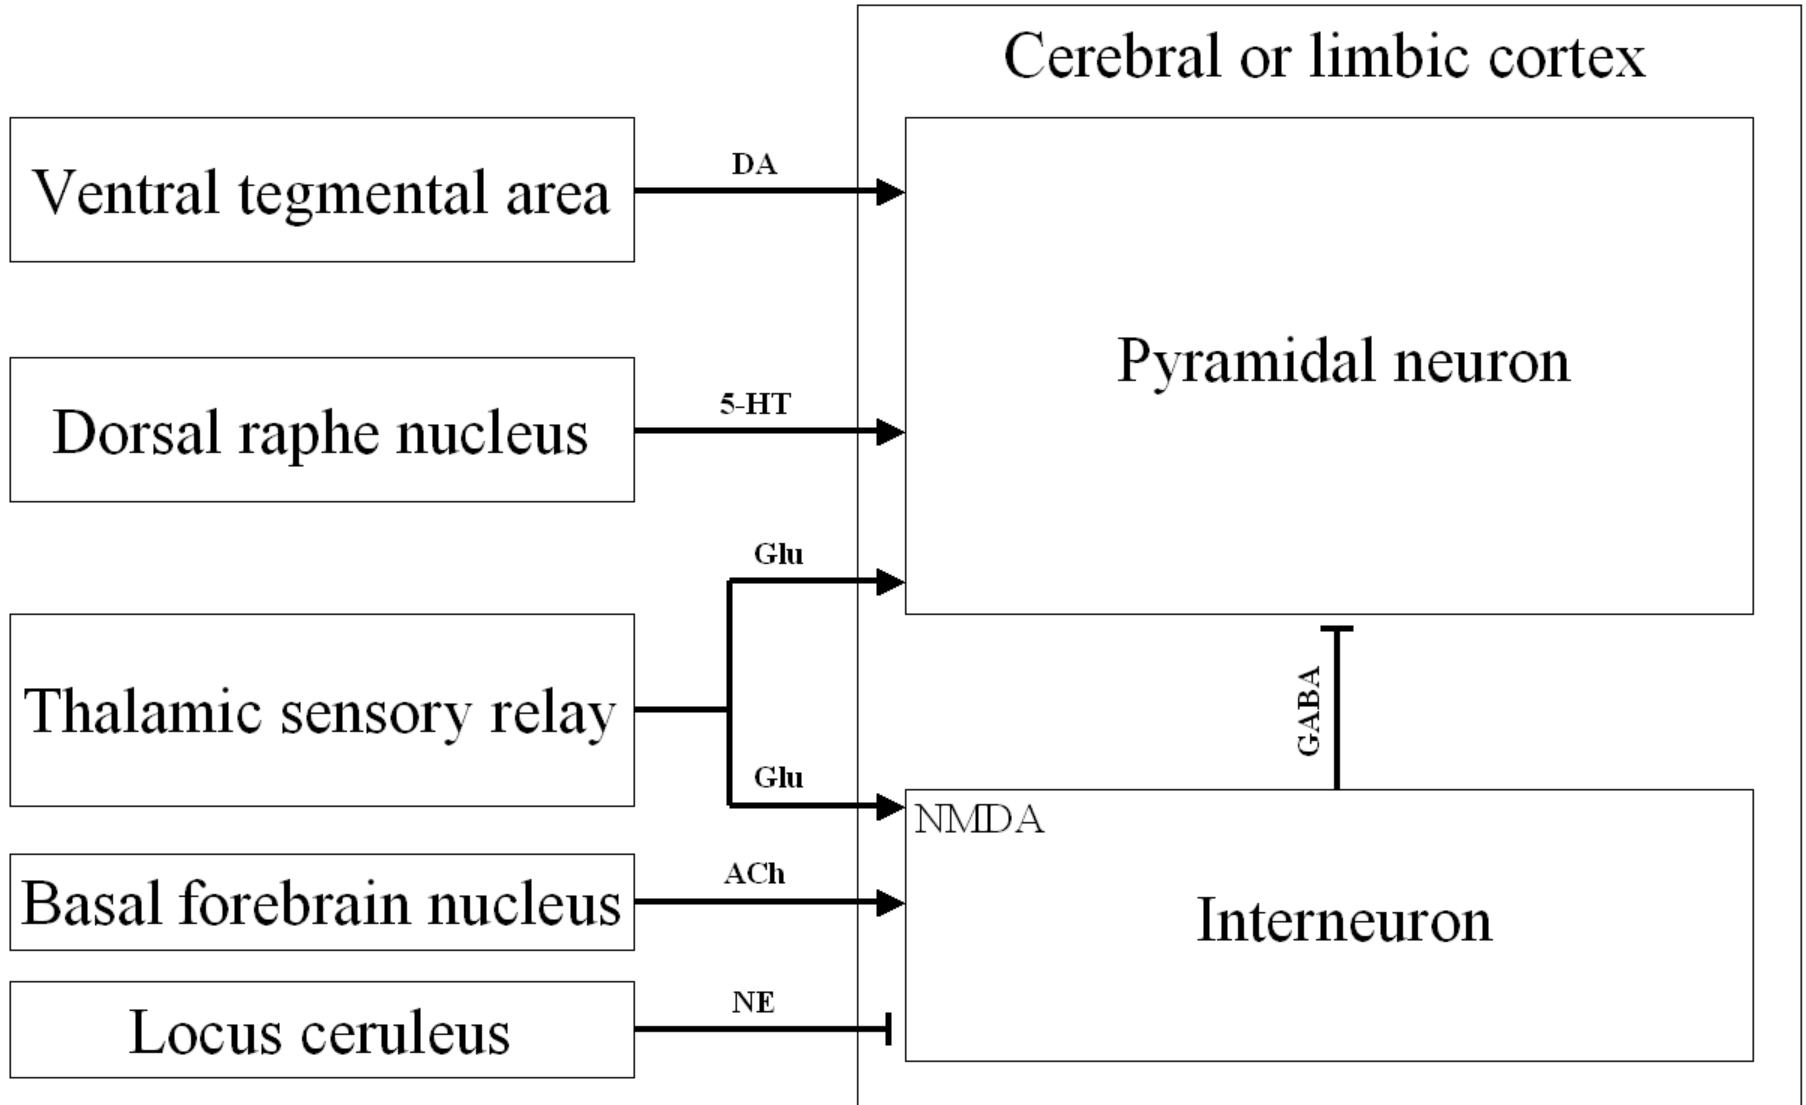 Cerebral or limbic cortex
Ventral tegmental area
DA
Pyramidal neuron
Dorsal raphe nucleus
5-HT
Thalamic sensory relay
Glu
Glu
GABA
NMDA
Interneuron
Basal forebrain nucleus
ACh
Locus ceruleus
NE